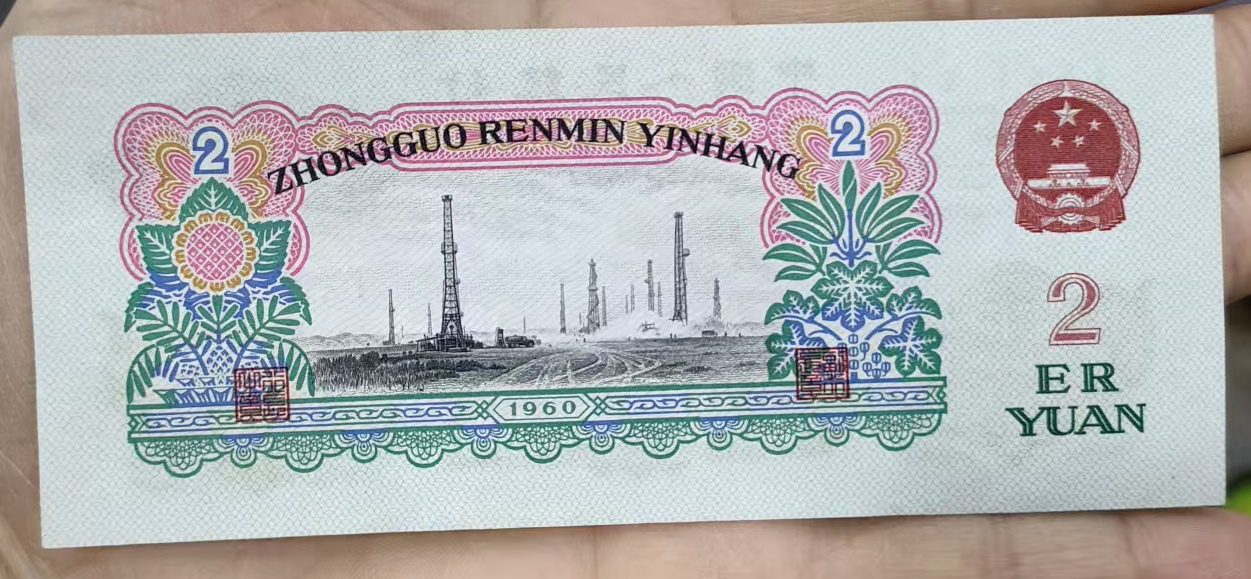 2
2
ZHONGGUO RENMIN YINHANG
2
ER
YUAN
1960